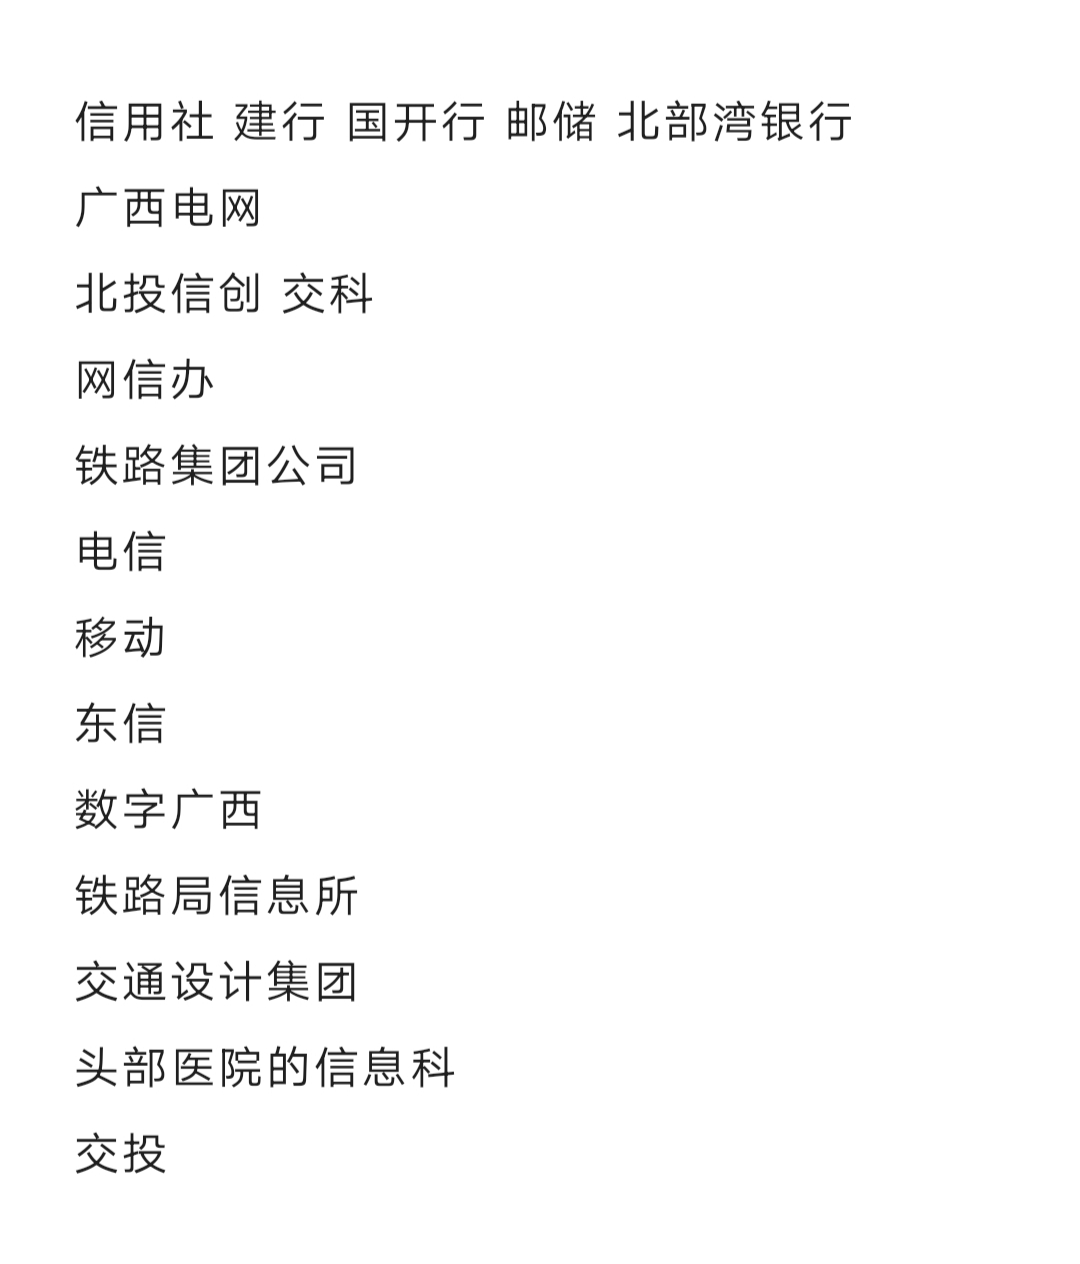 信用社 建行 国开行 邮储 北部湾银行
广西电网
北投信创 交科
网信办
铁路集团公司
电信
移动
东信
数字广西
铁路局信息所
交通设计集团
头部医院的信息科
交投